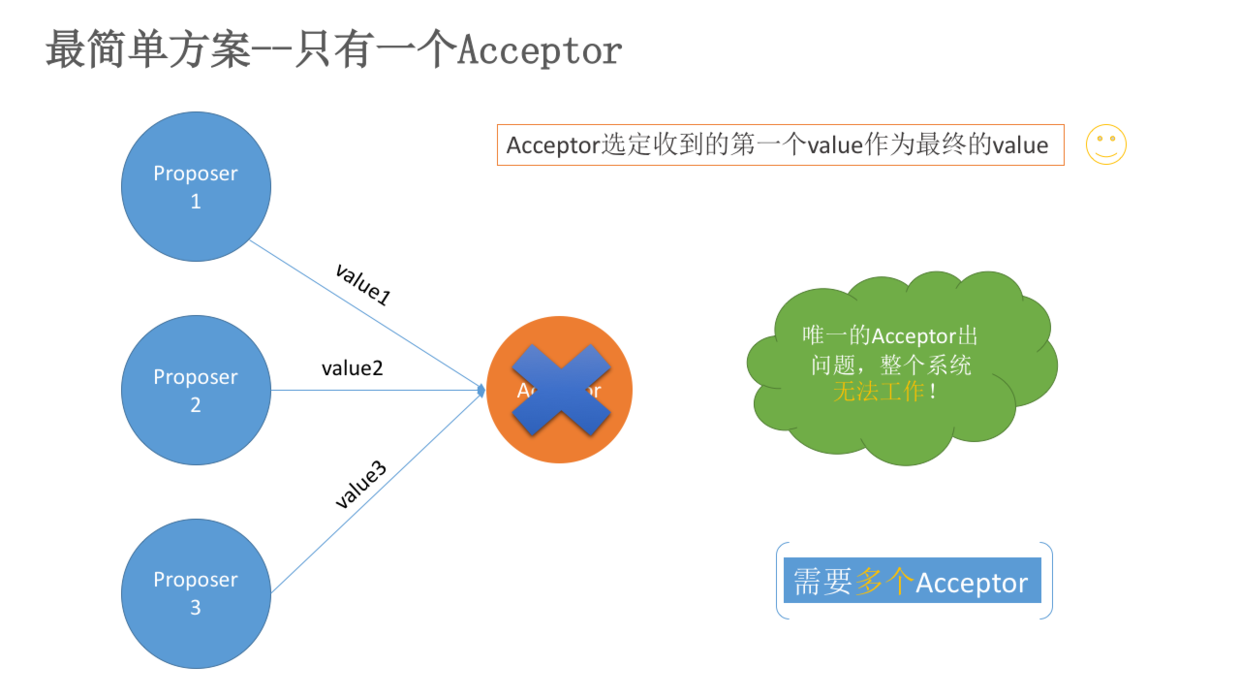 最简单方案--只有一个Acceptor
Proposer
1
Acceptor选定收到的第一个value作为最终的value
value1
唯一的Acceptor出
问题，整个系统
无法工作！
Proposer
2
value2
value3
Proposer
3
需要多个Acceptor